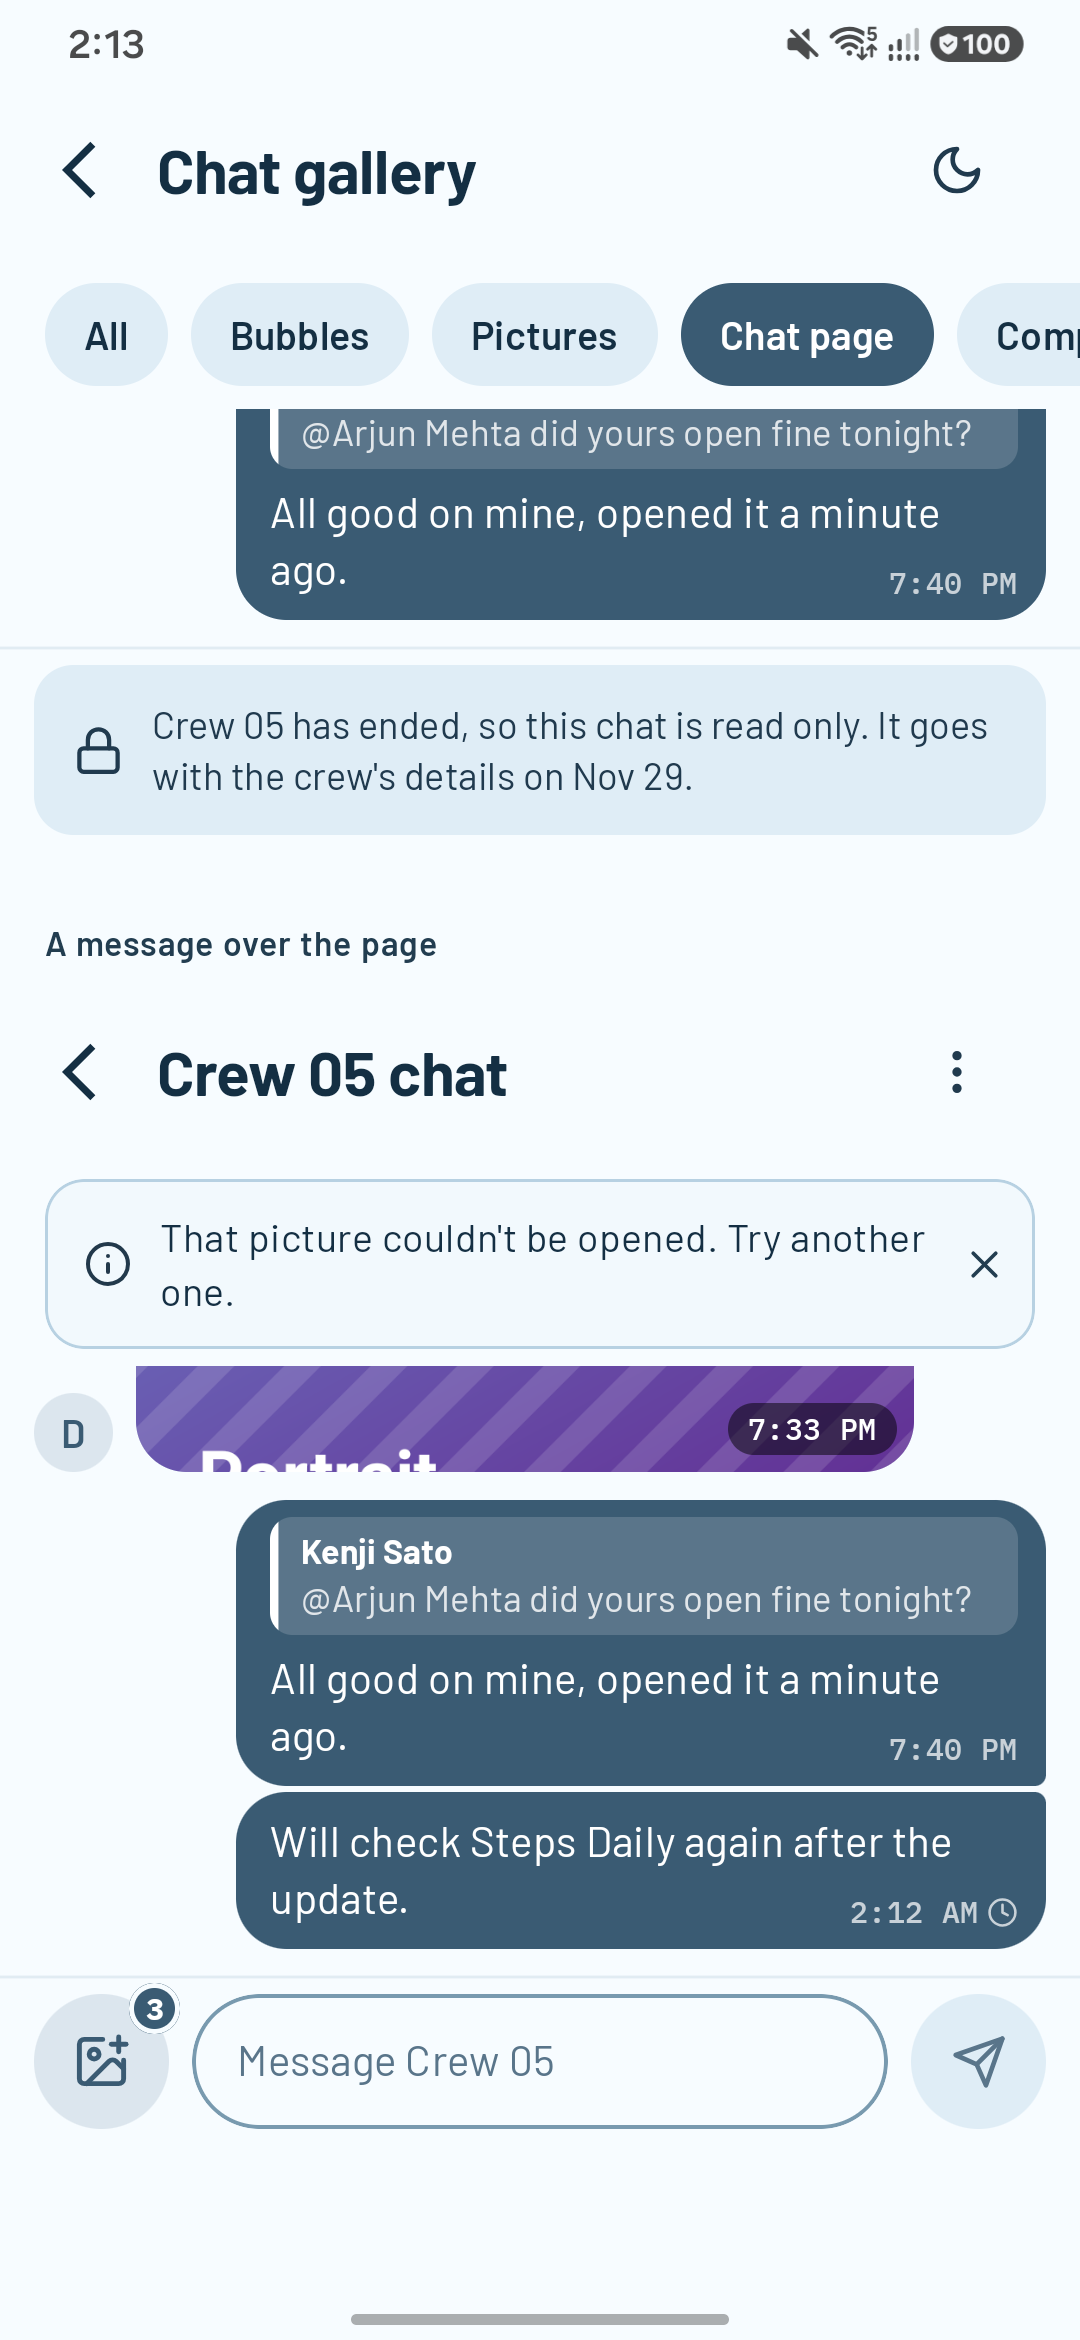 2:13
5
100
Chat gallery
All
Bubbles
Pictures
Chat page
@Arjun Mehta did yours open fine tonight?
All good on mine, opened it a minute
ago.
7:40 PM
Crew 05 has ended, so this chat is read only. It goes
with the crew's details on Nov 29.
A message over the page
Crew 05 chat
That picture couldn't be opened. Try another
one.
D
7:33 PM
Portrait
Kenji Sato
@Arjun Mehta did yours open fine tonight?
All good on mine, opened it a minute
ago.
7:40 PM
Will check Steps Daily again after the
update.
2:12 AM
3
Message Crew 05